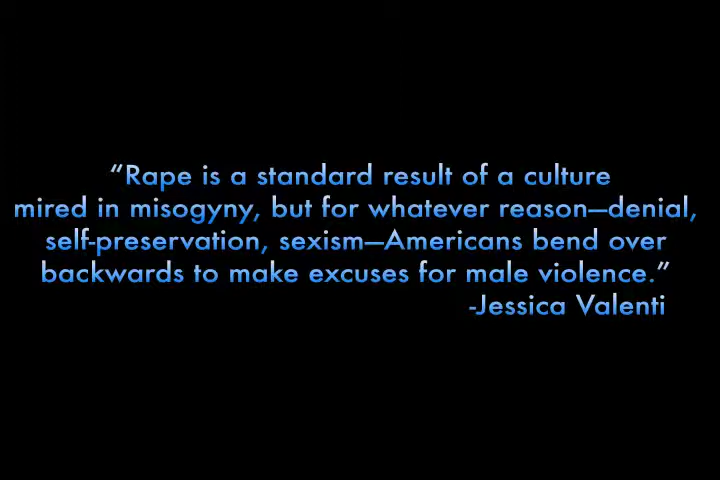 “Rape is a standard result of a culture
mired in misogyny, but for whatever reason—denial,
self-preservation, sexism—Americans bend over
backwards to make excuses for male violence.”
-Jessica Valenti